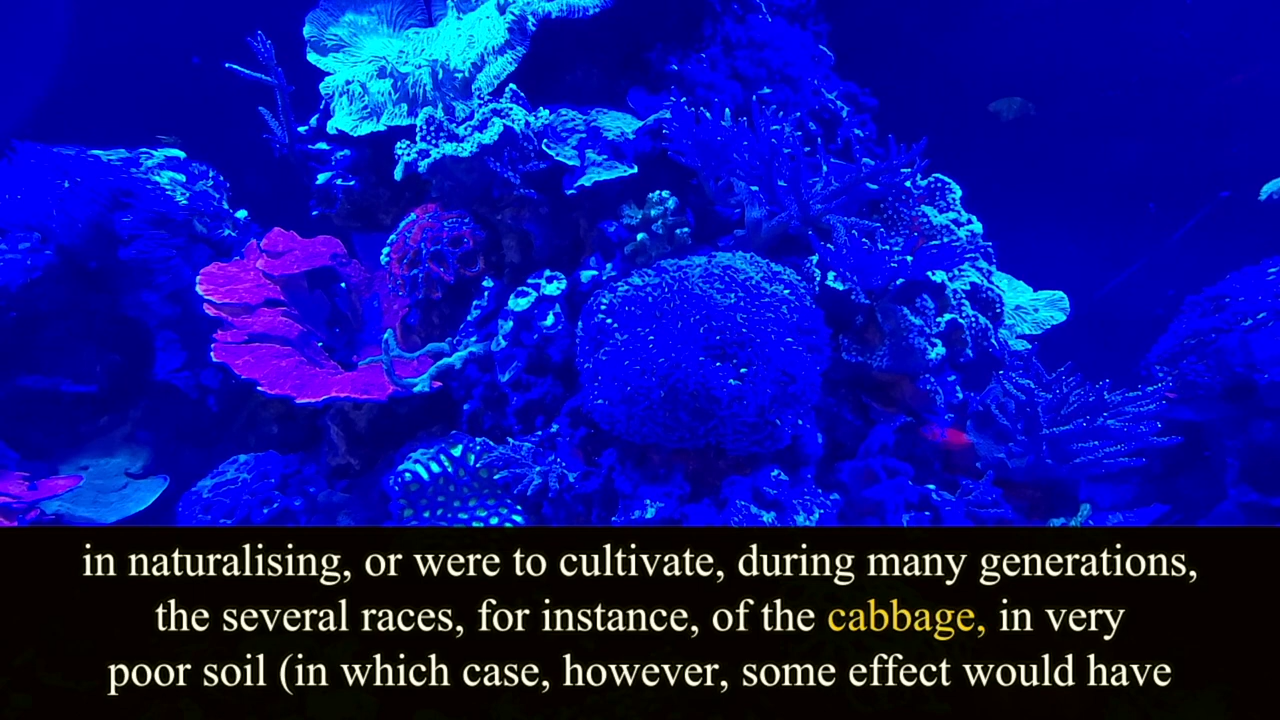 in naturalising, or were to cultivate, during many generations,
the several races, for instance, of the cabbage, in very
poor soil (in which case, however, some effect would have